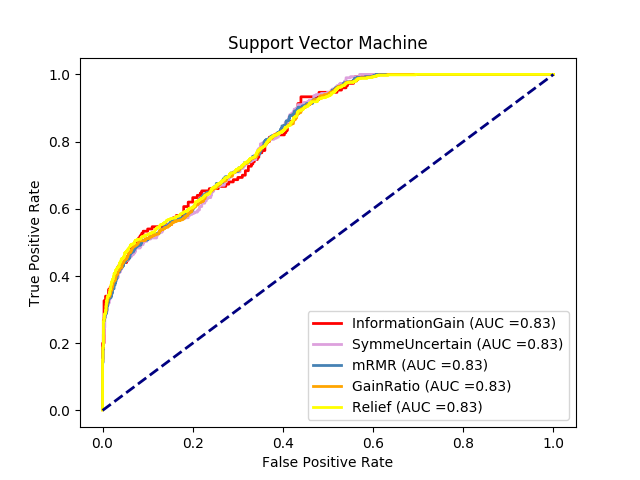 Support Vector Machine
True Positive Rate
1.0
0.8
0.6
0.4
0.2
0.0
InformationGain (AUC =0.83)
SymmeUncertain (AUC =0.83)
mRMR (AUC =0.83)
GainRatio (AUC =0.83)
Relief (AUC =0.83)
0.0 0.2 0.4 0.6 0.8 1.0
False Positive Rate